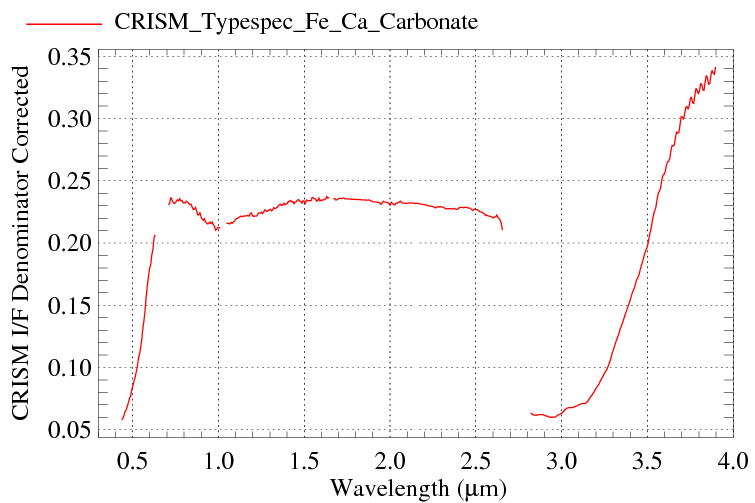 CRISM_Typespec_Fe_Ca_Carbonate
CRISM I/F Denominator Corrected
0.35
0.30
0.25
0.20
0.15
0.10
0.05
0.5 1.0 1.5 2.0 2.5 3.0 3.5 4.0
Wavelength (μm)